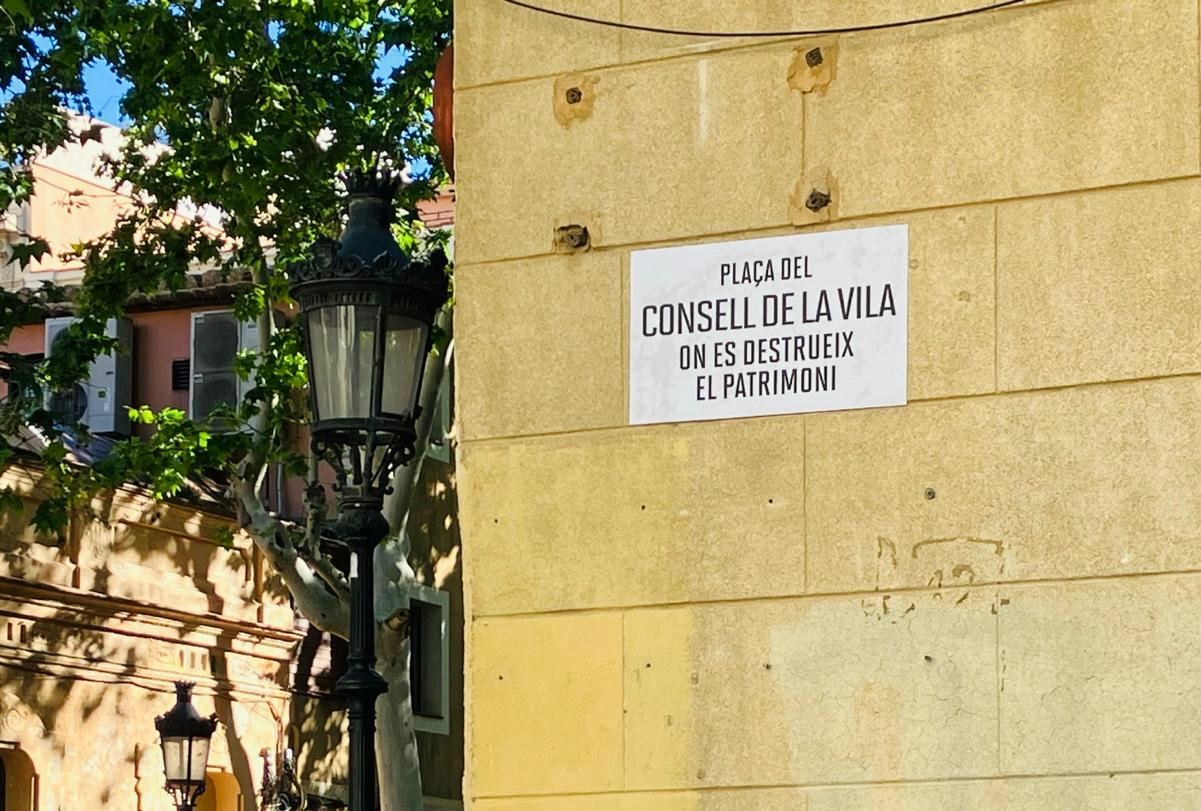 PLAÇA DEL
CONSELL DE LA VILA
ON ES DESTRUEIX
EL PATRIMONI